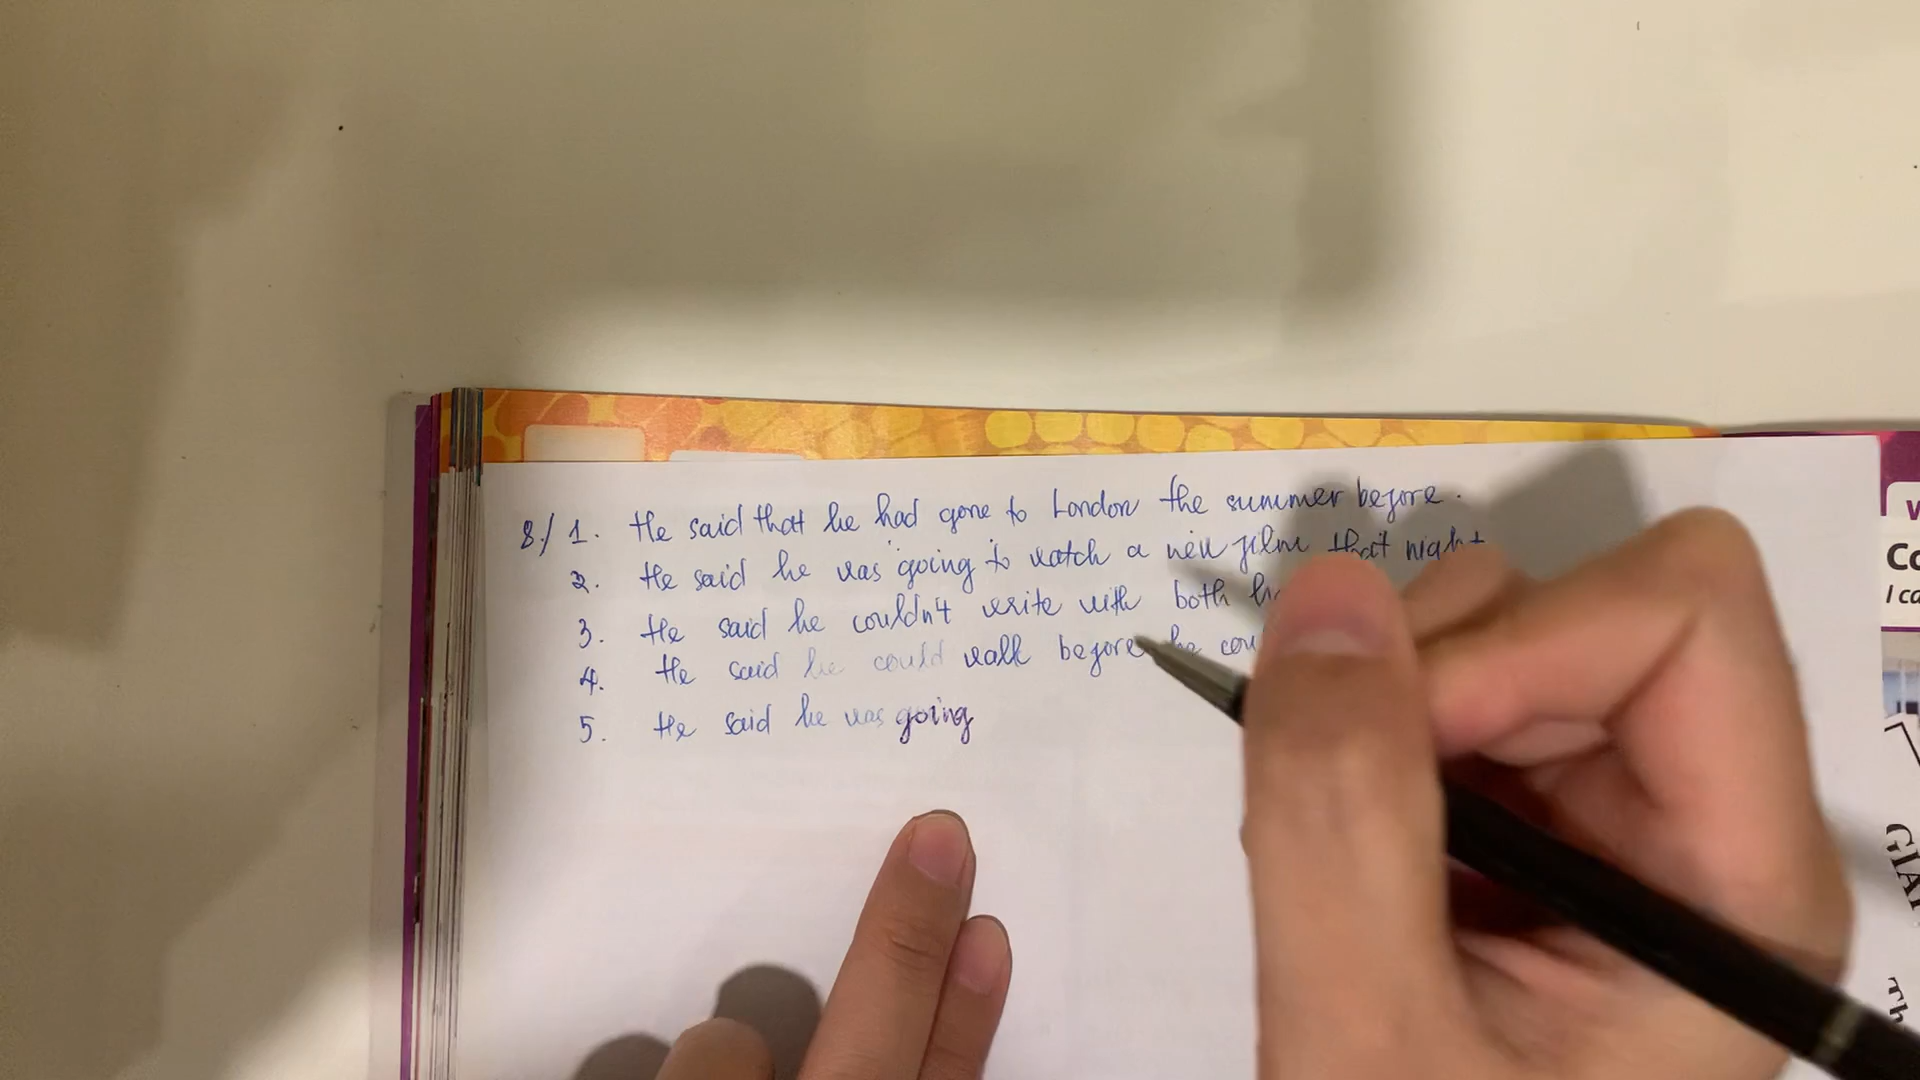 8./ 1. He said that he had gone to London the summer before.
2. He said he was going to watch a new film that night
3. He said he couldn't write with both
4. He said he could walk before he
5. He said he was going